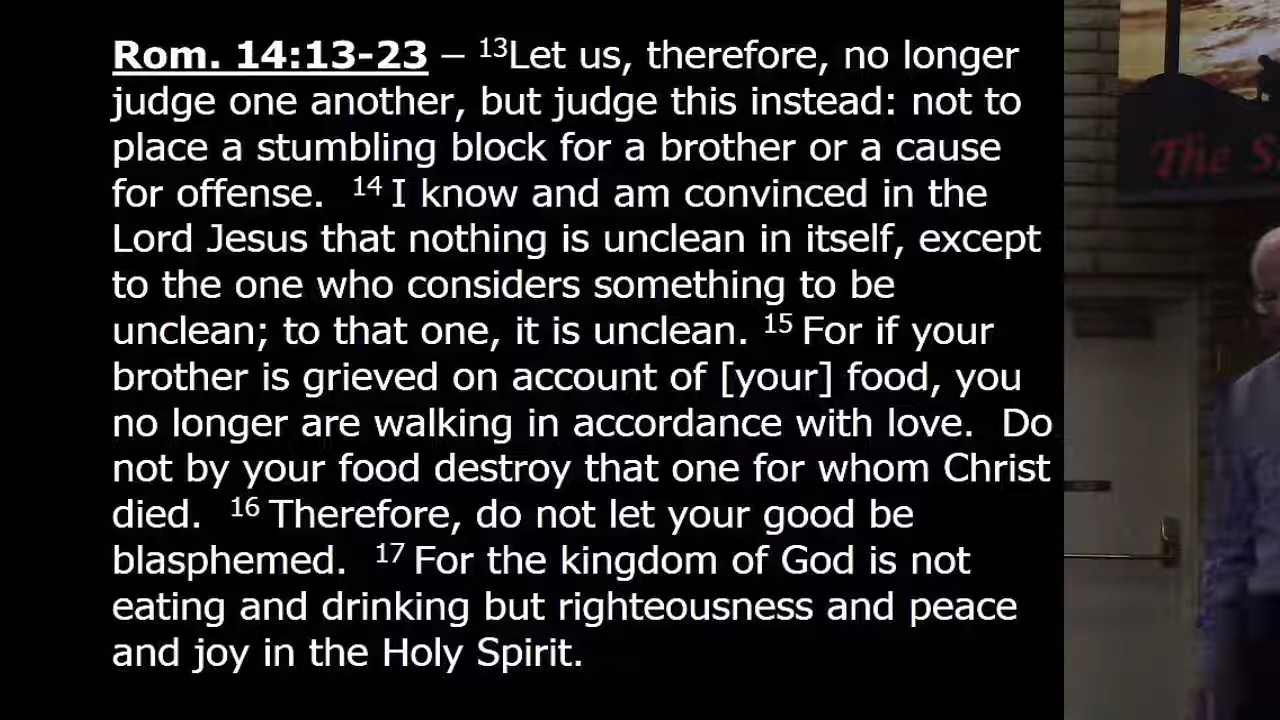 Rom. 14:13-23 – ¹³Let us, therefore, no longer
judge one another, but judge this instead: not to
place a stumbling block for a brother or a cause
for offense. ¹⁴ I know and am convinced in the
Lord Jesus that nothing is unclean in itself, except
to the one who considers something to be
unclean; to that one, it is unclean. ¹⁵ For if your
brother is grieved on account of [your] food, you
no longer are walking in accordance with love. Do
not by your food destroy that one for whom Christ
died. ¹⁶ Therefore, do not let your good be
blasphemed. ¹⁷ For the kingdom of God is not
eating and drinking but righteousness and peace
and joy in the Holy Spirit.
The